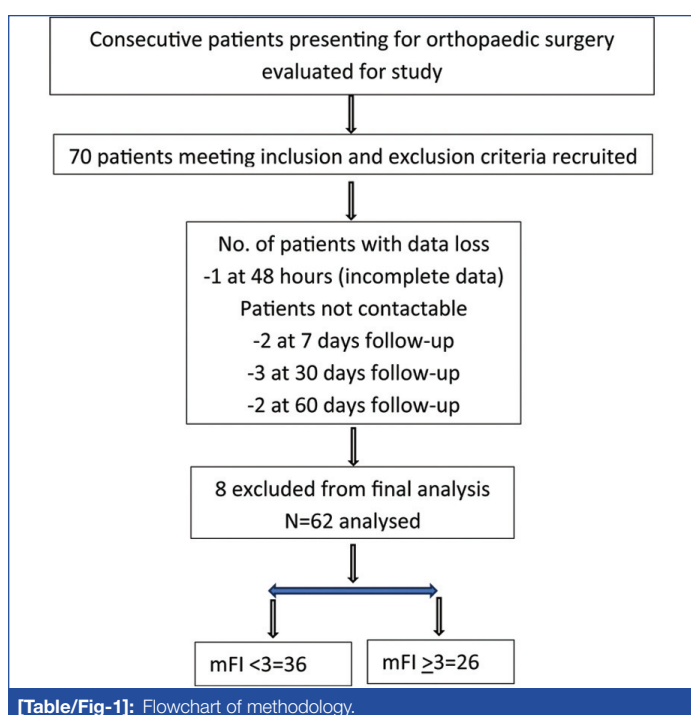 Consecutive patients presenting for orthopaedic surgery
evaluated for study
70 patients meeting inclusion and exclusion criteria recruited
No. of patients with data loss
-1 at 48 hours (incomplete data)
Patients not contactable
-2 at 7 days follow-up
-3 at 30 days follow-up
-2 at 60 days follow-up
8 excluded from final analysis
N=62 analysed
mFI <3=36
mFI ≥3=26
[Table/Fig-1]: Flowchart of methodology.